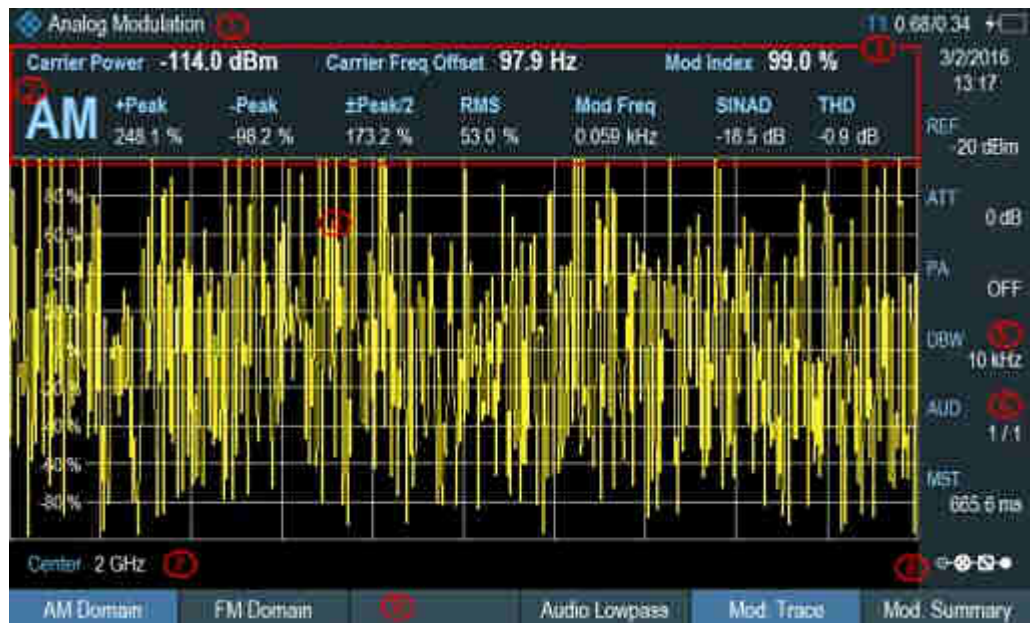 Analog Modulation 1 T1 0.68/0.34
Carrier Power -114.0 dBm Carrier Freq Offset 97.9 Hz Mod Index 99.0 %
3/2/2016
13:17
2
AM
+Peak -Peak ±Peak/2 RMS Mod Freq SINAD THD
248.1 % -98.2 % 173.2 % 53.0 % 0.059 kHz -18.5 dB -0.9 dB
REF
-20 dBm
80 %
ATT
0 dB
PA
OFF
DBW
10 kHz
AUD
1 / 1
MST
665.6 ms
-80 %
Center 2 GHz 7
AM Domain FM Domain Audio Lowpass Mod. Trace Mod. Summary